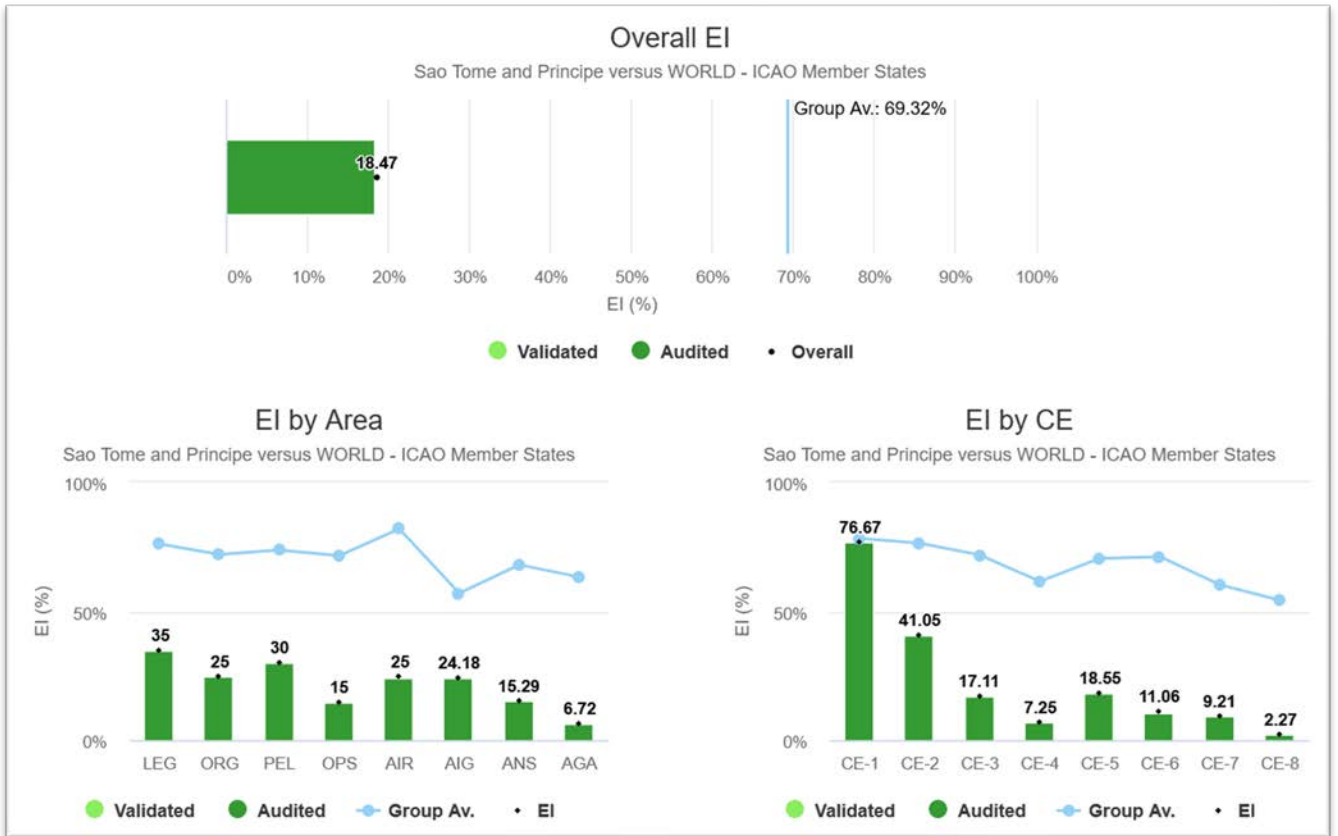 Overall EI
Sao Tome and Principe versus WORLD - ICAO Member States
Group Av.: 69.32%
18.47
0% 10% 20% 30% 40% 50% 60% 70% 80% 90% 100%
EI (%)
Validated Audited Overall
EI by Area
Sao Tome and Principe versus WORLD - ICAO Member States
100%
50%
0%
EI (%)
35 25 30 15 25 24.18 15.29 6.72
LEG ORG PEL OPS AIR AIG ANS AGA
Validated Audited Group Av. EI
EI by CE
Sao Tome and Principe versus WORLD - ICAO Member States
100%
50%
0%
EI (%)
76.67 41.05 17.11 7.25 18.55 11.06 9.21 2.27
CE-1 CE-2 CE-3 CE-4 CE-5 CE-6 CE-7 CE-8
Validated Audited Group Av. EI